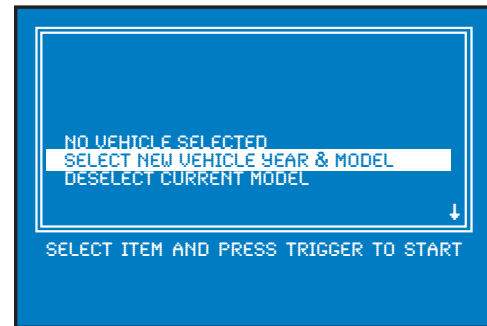 NO VEHICLE SELECTED
SELECT NEW VEHICLE YEAR & MODEL
DESELECT CURRENT MODEL
↓
SELECT ITEM AND PRESS TRIGGER TO START